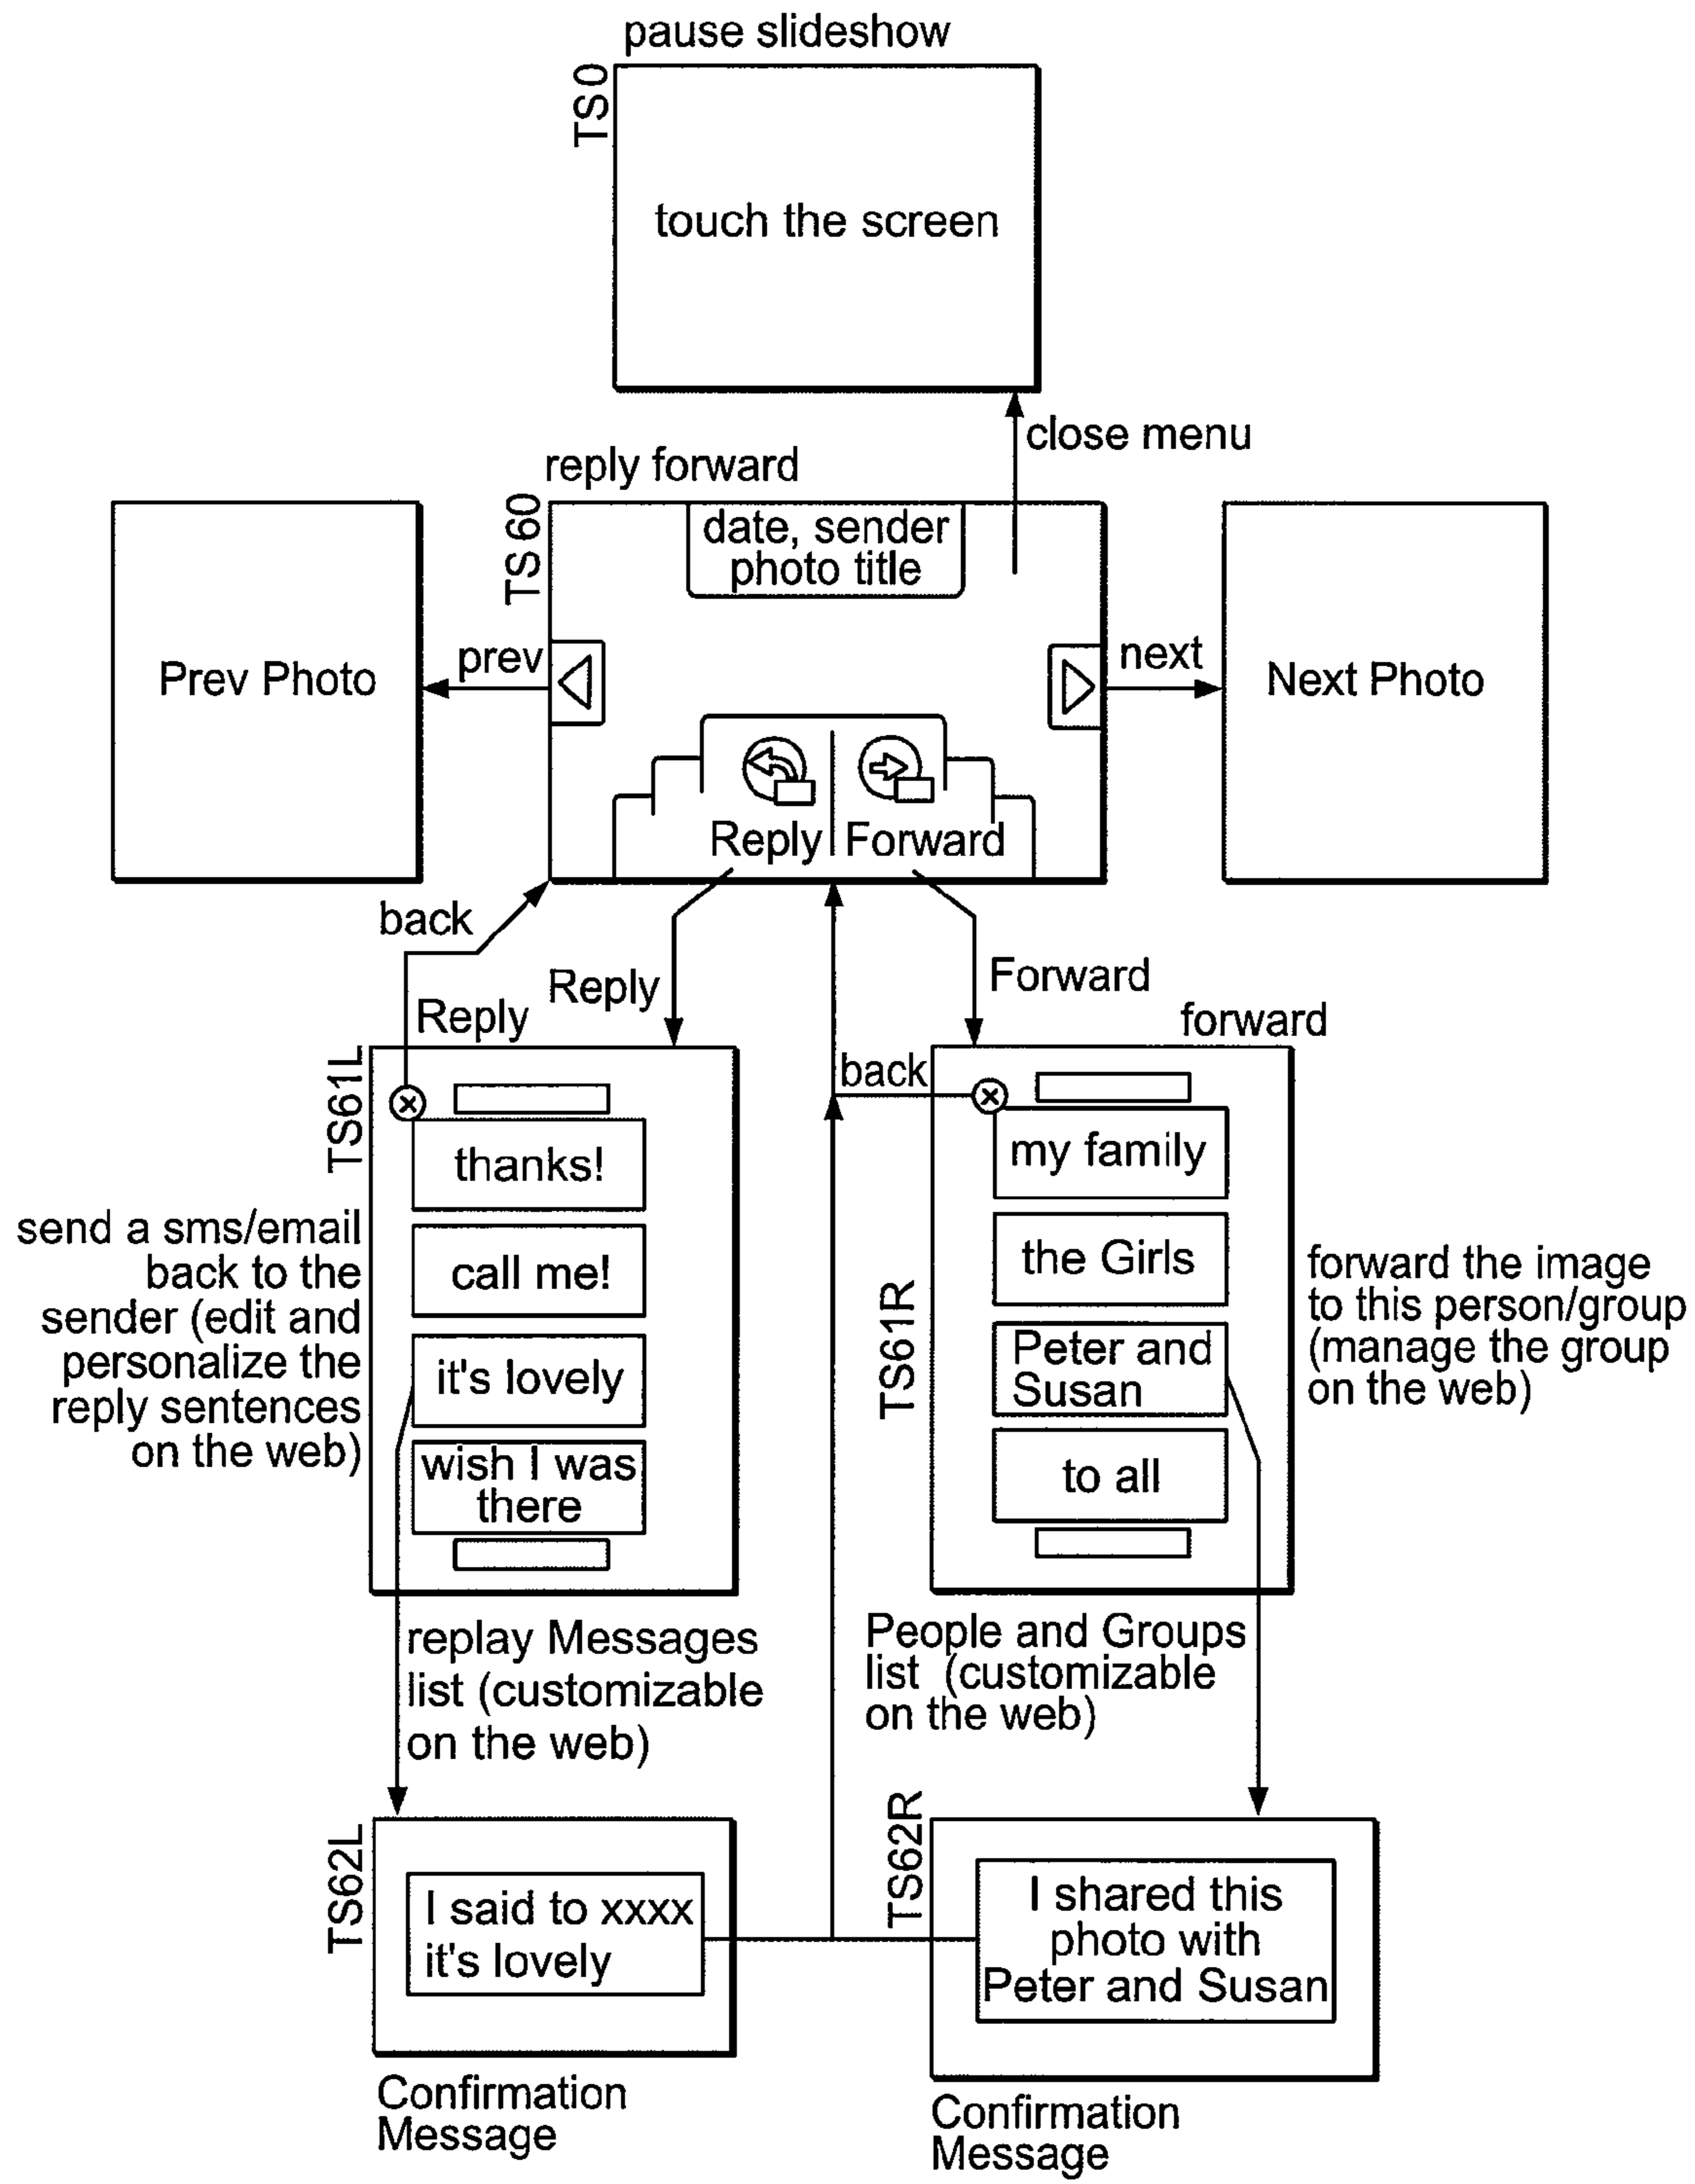 pause slideshow
TS 0
touch the screen
close menu
reply forward
TS 60
date, sender
photo title
Prev Photo
prev
next
Next Photo
Reply
Forward
back
Reply
Forward
Reply
forward
TS61L
back
thanks!
call me!
it's lovely
wish I was
there
send a sms/email
back to the
sender (edit and
personalize the
reply sentences
on the web)
TS61R
my family
the Girls
Peter and
Susan
to all
forward the image
to this person/group
(manage the group
on the web)
replay Messages
list (customizable
on the web)
People and Groups
list (customizable
on the web)
TS62L
I said to xxxx
it's lovely
Confirmation
Message
TS62R
I shared this
photo with
Peter and Susan
Confirmation
Message